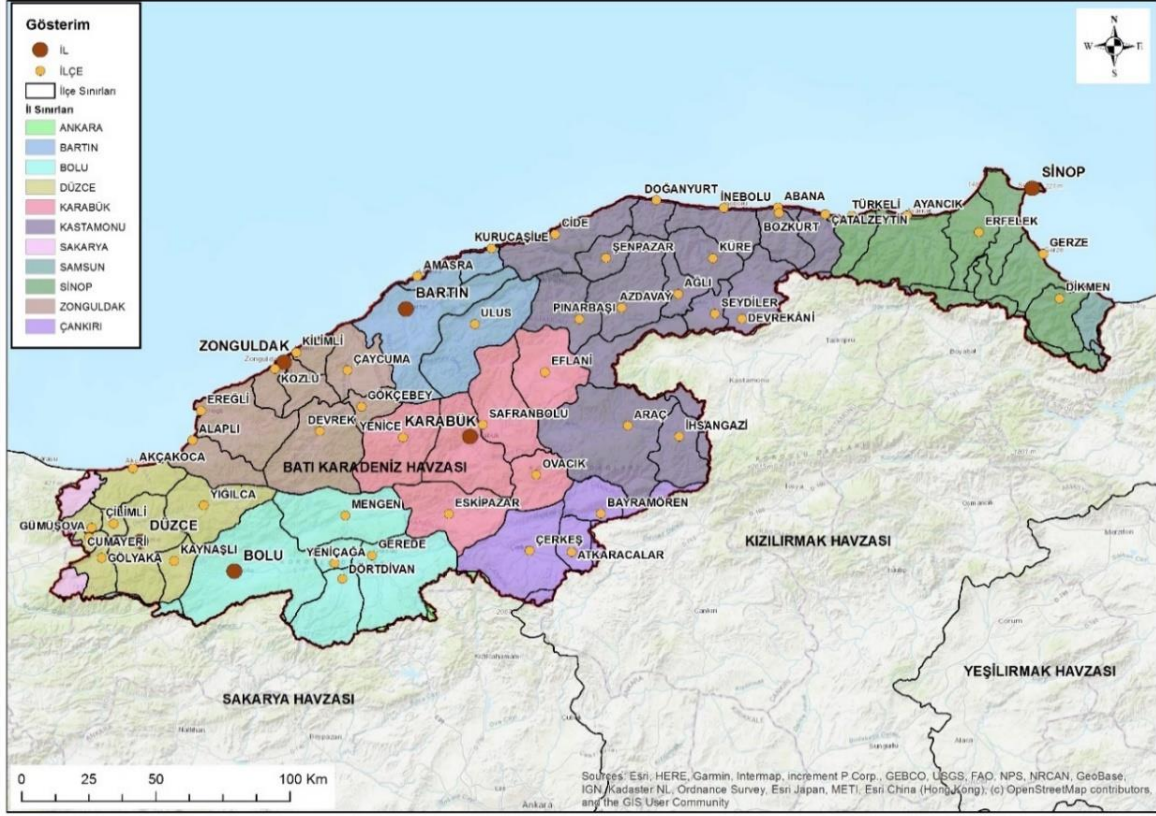 Gösterim
İL
İLÇE
İlçe Sınırları
İl Sınırları
ANKARA
BARTIN
BOLU
DÜZCE
KARABÜK
KASTAMONU
SAKARYA
SAMSUN
SİNOP
ZONGULDAK
ÇANKIRI
N
W E
S
SİNOP
DOĞANYURT
İNEBOLU
ABANA
TÜRKELİ
AYANCIK
ÇATALZEYTİN
ERFELEK
CİDE
BOZKURT
KURUCAŞİLE
ŞENPAZAR
KÜRE
GERZE
AMASRA
AĞLI
DİKMEN
BARTIN
ULUS
PINARBAŞI
AZDAVAY
SEYDİLER
DEVREKÂNİ
ZONGULDAK
KİLİMLİ
KOZLU
ÇAYCUMA
EFLANİ
EREĞLİ
GÖKÇEBEY
ALAPLI
DEVREK
YENİCE
KARABÜK
SAFRANBOLU
ARAÇ
İHSANGAZİ
AKÇAKOCA
BATI KARADENİZ HAVZASI
OVACIK
YIĞILCA
MENGEN
ESKİPAZAR
BAYRAMÖREN
GÜMÜŞOVA
ÇİLİMLİ
DÜZCE
CUMAYERİ
GÖLYAKA
KAYNAŞLI
BOLU
YENİÇAĞA
GEREDE
DÖRTDİVAN
ÇERKEŞ
ATKARACALAR
KIZILIRMAK HAVZASI
SAKARYA HAVZASI
YEŞİLIRMAK HAVZASI
Kastamonu
Ankara
0 25 50 100 Km
Sources: Esri, HERE, Garmin, Intermap, increment P Corp., GEBCO, USGS, FAO, NPS, NRCAN, GeoBase,
IGN, Kadaster NL, Ordnance Survey, Esri Japan, METI, Esri China (Hong Kong), (c) OpenStreetMap contributors,
and the GIS User Community